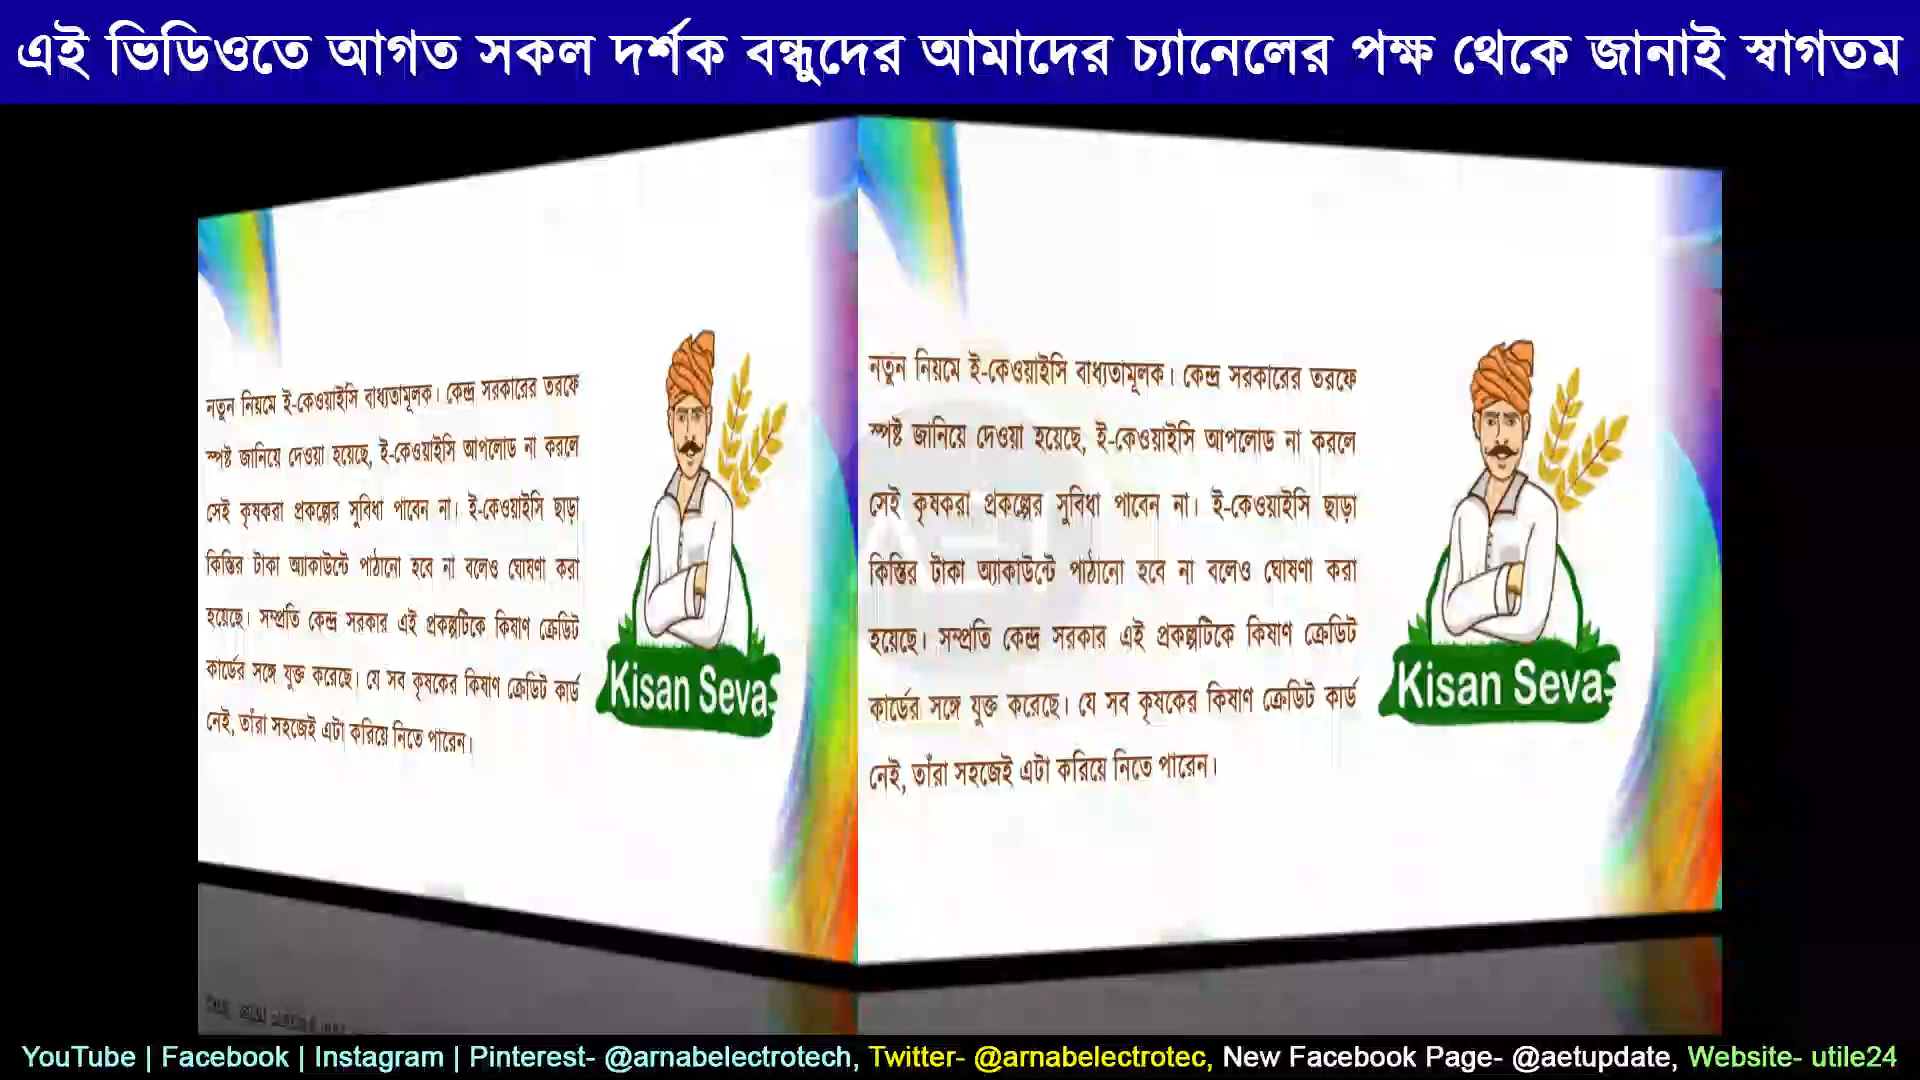 এই ভিডিওতে আগত সকল দর্শক বন্ধুদের আমাদের চ্যানেলের পক্ষ থেকে জানাই স্বাগতম
নতুন নিয়মে ই-কেওয়াইসি বাধ্যতামূলক। কেন্দ্র সরকারের তরফে
স্পষ্ট জানিয়ে দেওয়া হয়েছে, ই-কেওয়াইসি আপলোড না করলে
সেই কৃষকরা প্রকল্পের সুবিধা পাবেন না। ই-কেওয়াইসি ছাড়া
কিস্তির টাকা অ্যাকাউন্টে পাঠানো হবে না বলেও ঘোষণা করা
হয়েছে। সম্প্রতি কেন্দ্র সরকার এই প্রকল্পটিকে কিষাণ ক্রেডিট
কার্ডের সঙ্গে যুক্ত করেছে। যে সব কৃষকের কিষাণ ক্রেডিট কার্ড
নেই, তাঁরা সহজেই এটা করিয়ে নিতে পারেন।
Kisan Seva
নতুন নিয়মে ই-কেওয়াইসি বাধ্যতামূলক। কেন্দ্র সরকারের তরফে
স্পষ্ট জানিয়ে দেওয়া হয়েছে, ই-কেওয়াইসি আপলোড না করলে
সেই কৃষকরা প্রকল্পের সুবিধা পাবেন না। ই-কেওয়াইসি ছাড়া
কিস্তির টাকা অ্যাকাউন্টে পাঠানো হবে না বলেও ঘোষণা করা
হয়েছে। সম্প্রতি কেন্দ্র সরকার এই প্রকল্পটিকে কিষাণ ক্রেডিট
কার্ডের সঙ্গে যুক্ত করেছে। যে সব কৃষকের কিষাণ ক্রেডিট কার্ড
নেই, তাঁরা সহজেই এটা করিয়ে নিতে পারেন।
Kisan Seva
YouTube | Facebook | Instagram | Pinterest- @arnabelectrotech, Twitter- @arnabelectrotec, New Facebook Page- @aetupdate, Website- utile24